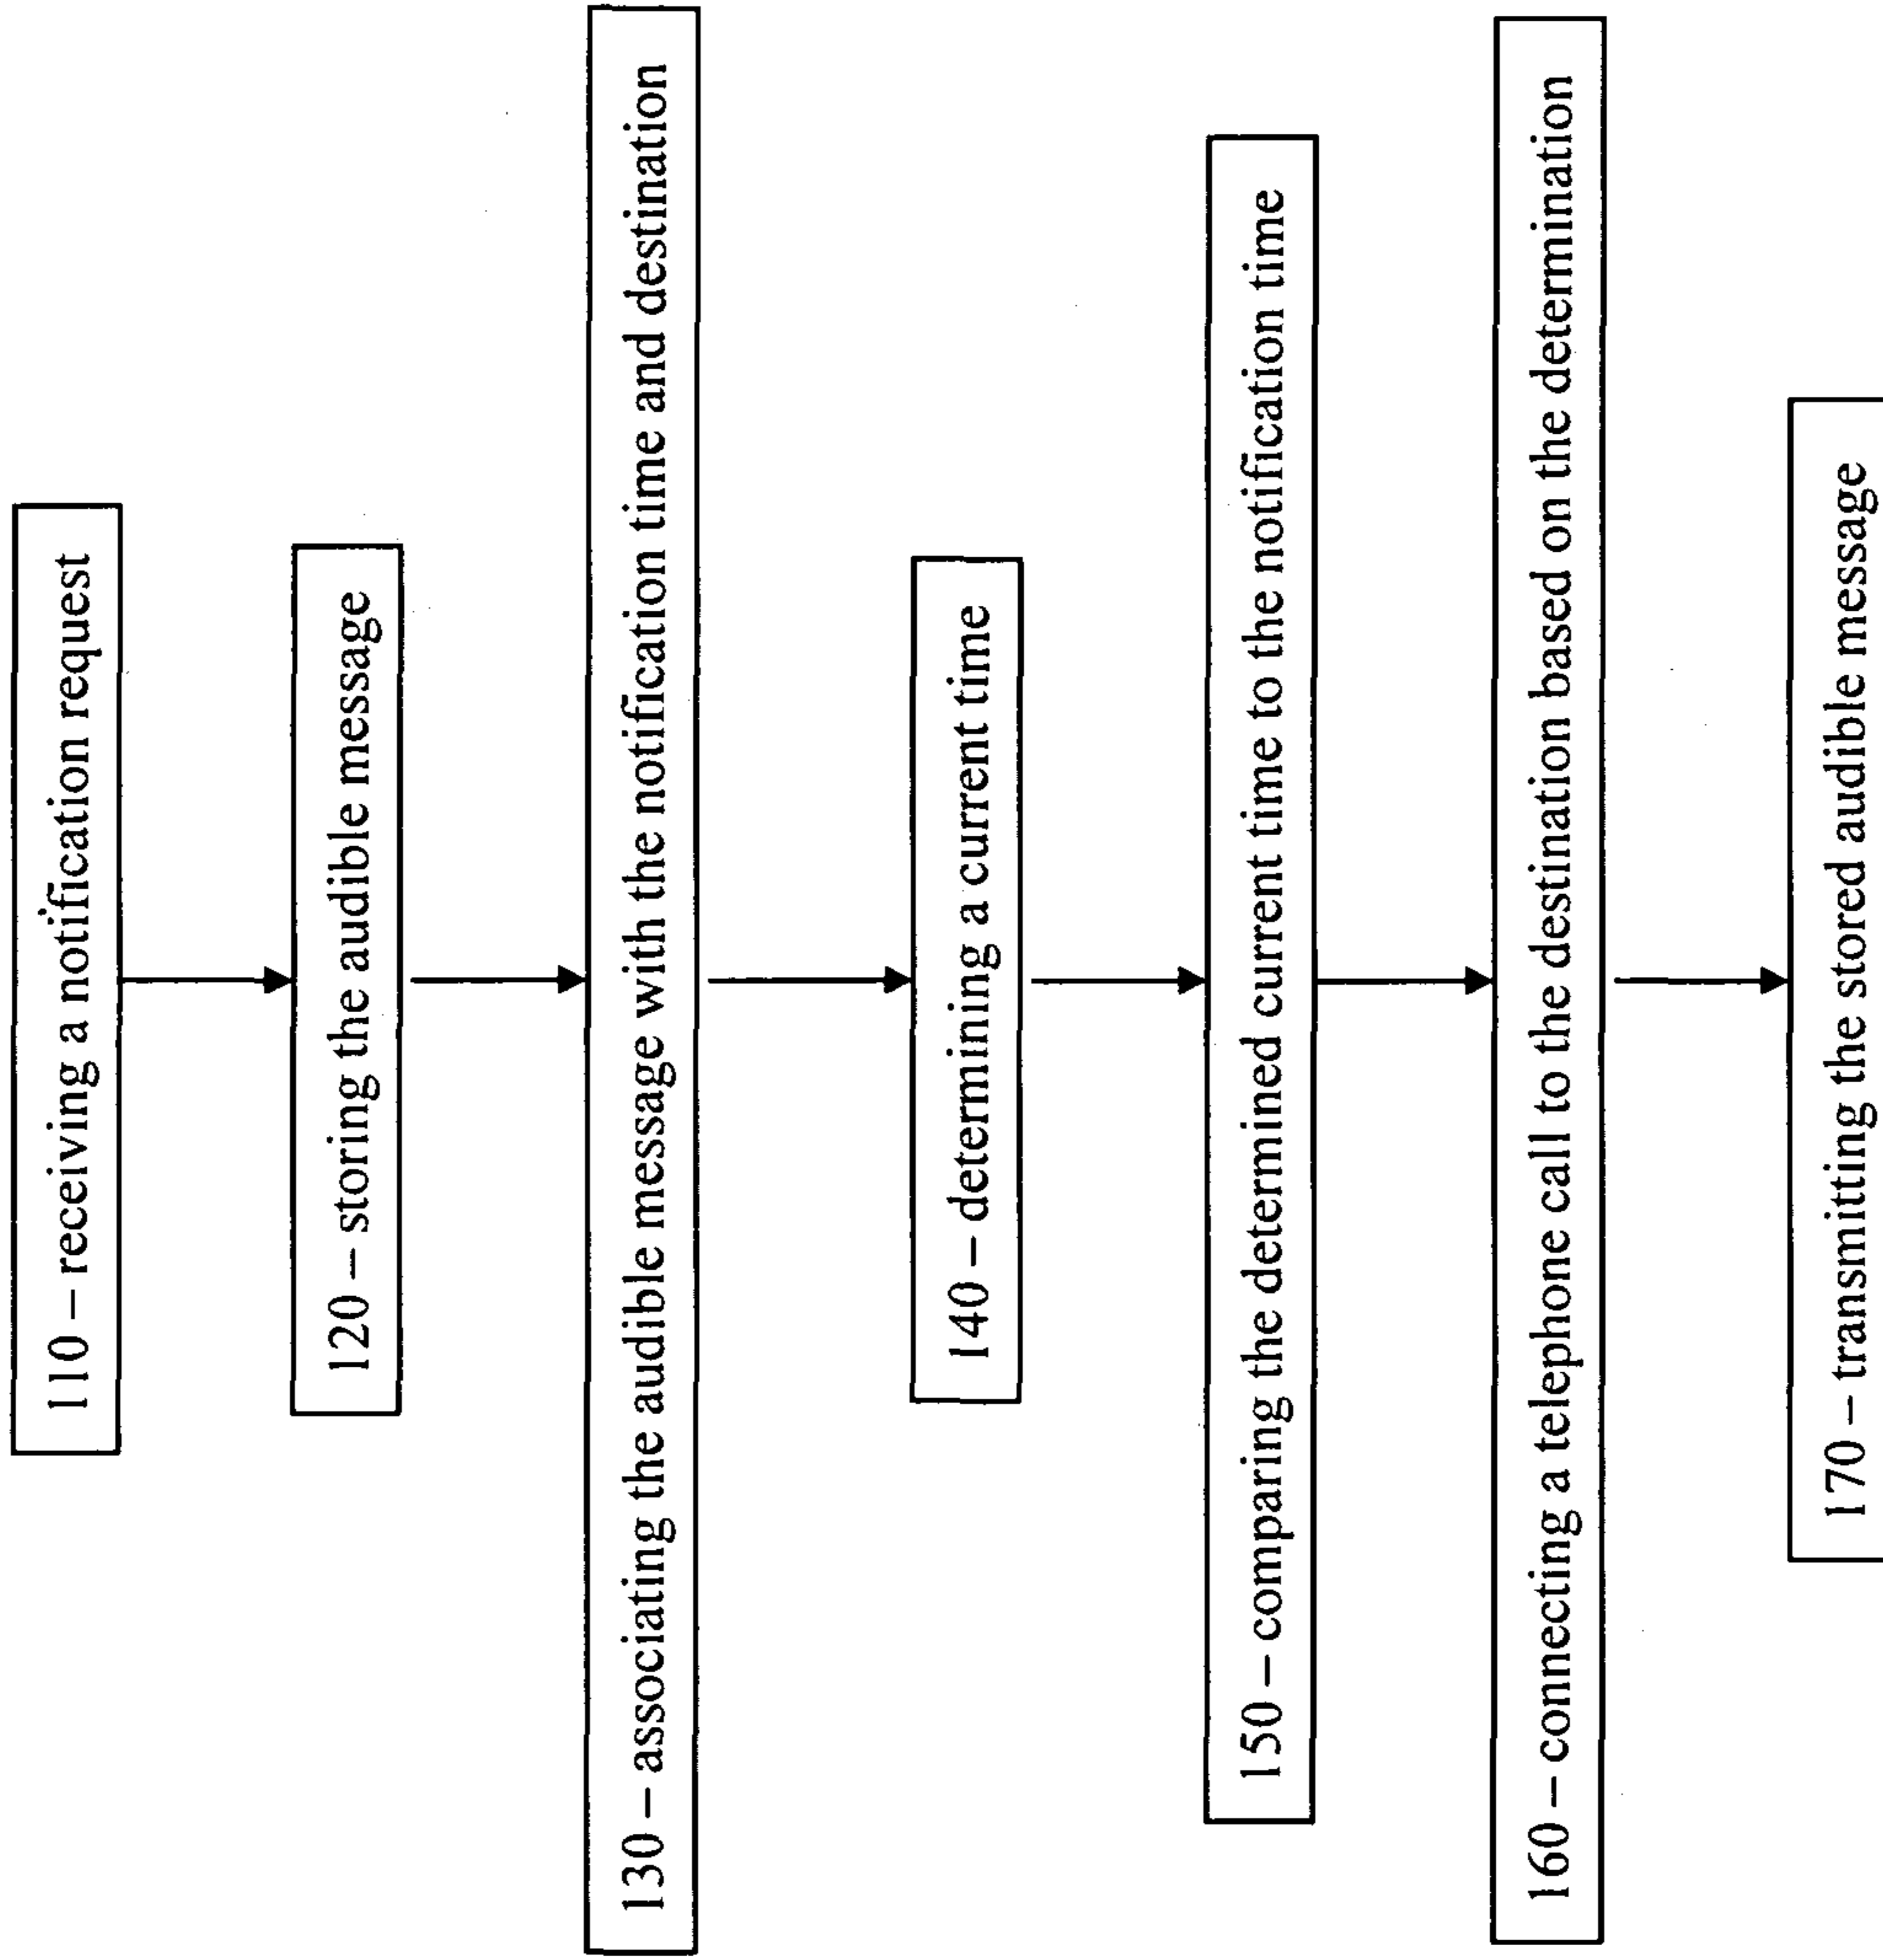 110 – receiving a notification request
120 – storing the audible message
130 – associating the audible message with the notification time and destination
140 – determining a current time
150 – comparing the determined current time to the notification time
160 – connecting a telephone call to the destination based on the determination
170 – transmitting the stored audible message